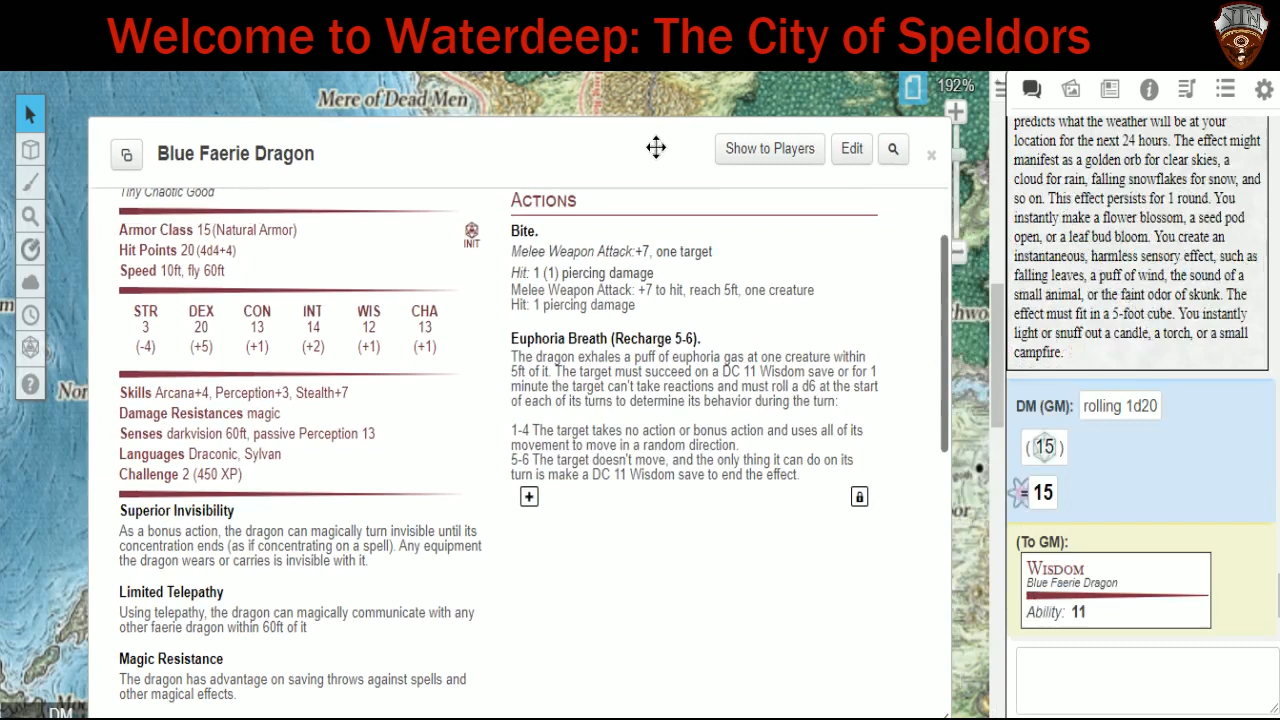 Welcome to Waterdeep: The City of Speldors
Mere of Dead Men
192%
Blue Faerie Dragon
Show to Players
Edit
Tiny Chaotic Good
Armor Class 15 (Natural Armor)
Hit Points 20 (4d4+4)
Speed 10ft, fly 60ft
INIT
STR DEX CON INT WIS CHA
3 20 13 14 12 13
(-4) (+5) (+1) (+2) (+1) (+1)
Skills Arcana+4, Perception+3, Stealth+7
Damage Resistances magic
Senses darkvision 60ft, passive Perception 13
Languages Draconic, Sylvan
Challenge 2 (450 XP)
Superior Invisibility
As a bonus action, the dragon can magically turn invisible until its
concentration ends (as if concentrating on a spell). Any equipment
the dragon wears or carries is invisible with it.
Limited Telepathy
Using telepathy, the dragon can magically communicate with any
other faerie dragon within 60ft of it
Magic Resistance
The dragon has advantage on saving throws against spells and
other magical effects.
ACTIONS
Bite.
Melee Weapon Attack:+7, one target
Hit: 1 (1) piercing damage
Melee Weapon Attack: +7 to hit, reach 5ft, one creature
Hit: 1 piercing damage
Euphoria Breath (Recharge 5-6).
The dragon exhales a puff of euphoria gas at one creature within
5ft of it. The target must succeed on a DC 11 Wisdom save or for 1
minute the target can't take reactions and must roll a d6 at the start
of each of its turns to determine its behavior during the turn:
1-4 The target takes no action or bonus action and uses all of its
movement to move in a random direction.
5-6 The target doesn't move, and the only thing it can do on its
turn is make a DC 11 Wisdom save to end the effect.
DM
predicts what the weather will be at your
location for the next 24 hours. The effect might
manifest as a golden orb for clear skies, a
cloud for rain, falling snowflakes for snow, and
so on. This effect persists for 1 round. You
instantly make a flower blossom, a seed pod
open, or a leaf bud bloom. You create an
instantaneous, harmless sensory effect, such as
falling leaves, a puff of wind, the sound of a
small animal, or the faint odor of skunk. The
effect must fit in a 5-foot cube. You instantly
light or snuff out a candle, a torch, or a small
campfire.
DM (GM): rolling 1d20
(15)
=15
(To GM):
WISDOM
Blue Faerie Dragon
Ability: 11